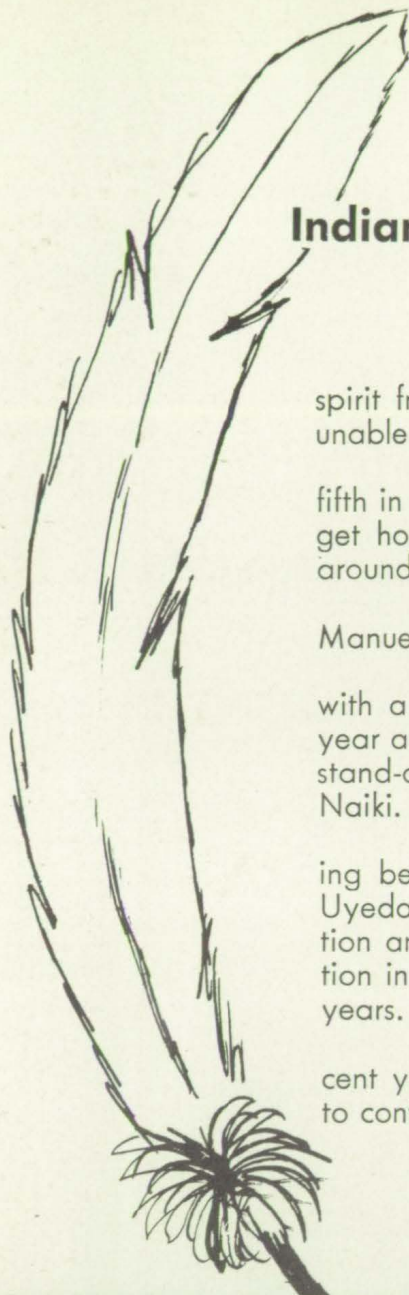 Indian
spirit fr
unable
fifth in
get ho
around
Manue
with a
year a
stand-o
Naiki.
ing be
Uyeda
tion an
tion in
years.
cent y
to con